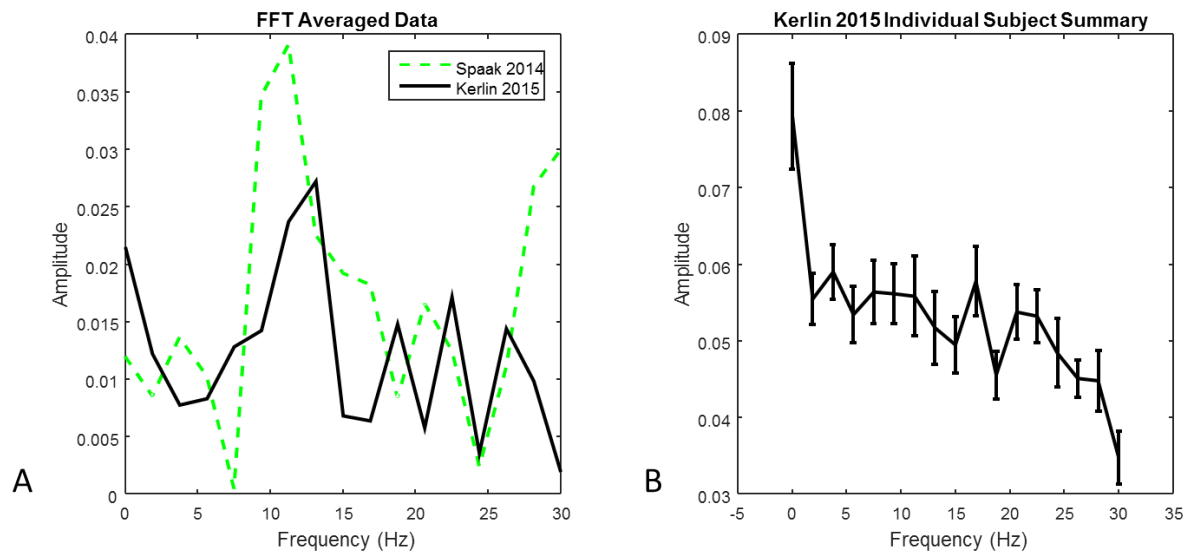 FFT Averaged Data
0.04
0.035
0.03
0.025
0.02
0.015
0.01
0.005
0
Amplitude
Spaak 2014
Kerlin 2015
0 5 10 15 20 25 30
Frequency (Hz)
A
Kerlin 2015 Individual Subject Summary
0.09
0.08
0.07
0.06
0.05
0.04
0.03
Amplitude
-5 0 5 10 15 20 25 30 35
Frequency (Hz)
B